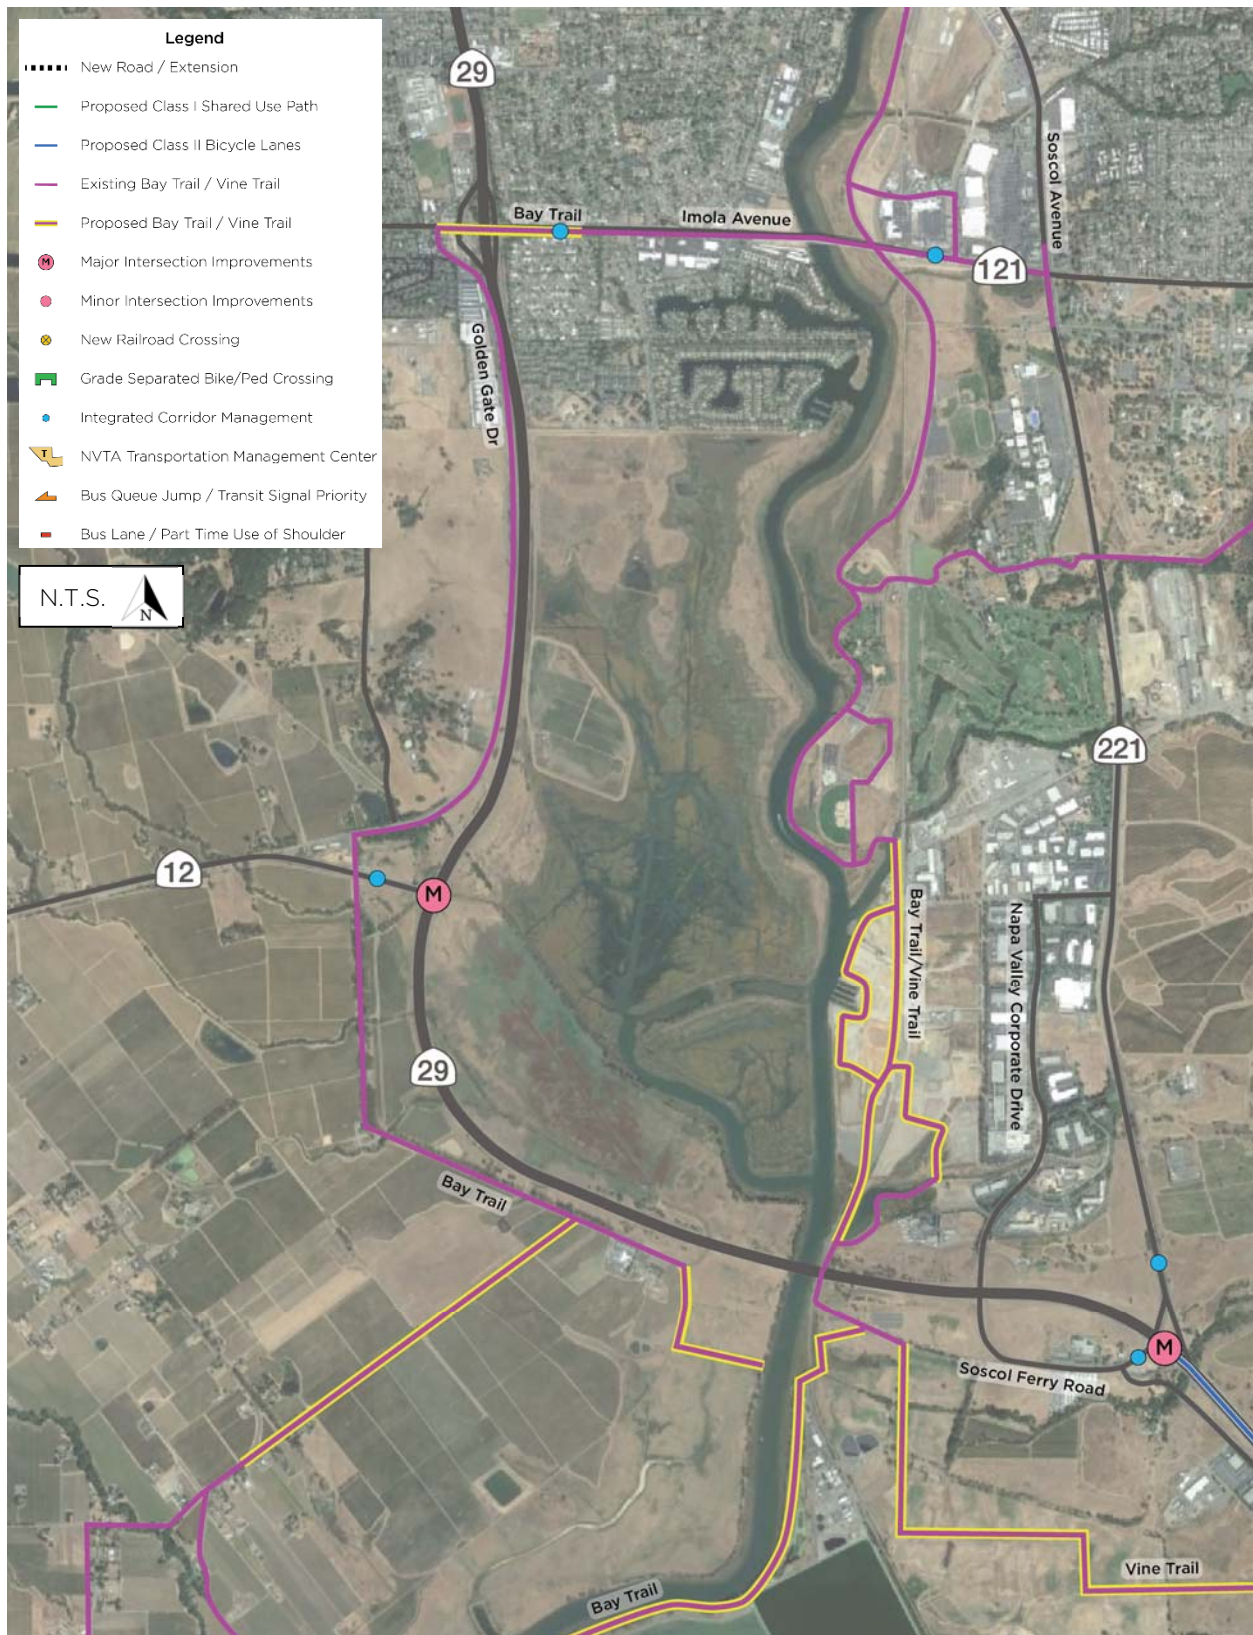 Legend
New Road / Extension
Proposed Class I Shared Use Path
Proposed Class II Bicycle Lanes
Existing Bay Trail / Vine Trail
Proposed Bay Trail / Vine Trail
M Major Intersection Improvements
Minor Intersection Improvements
New Railroad Crossing
Grade Separated Bike/Ped Crossing
Integrated Corridor Management
T NVTA Transportation Management Center
Bus Queue Jump / Transit Signal Priority
Bus Lane / Part Time Use of Shoulder
N.T.S. N
29
Soscol Avenue
Bay Trail
Imola Avenue
121
Golden Gate Dr
221
12
M
Bay Trail/Vine Trail
Napa Valley Corporate Drive
29
Bay Trail
M
Soscol Ferry Road
Vine Trail
Bay Trail